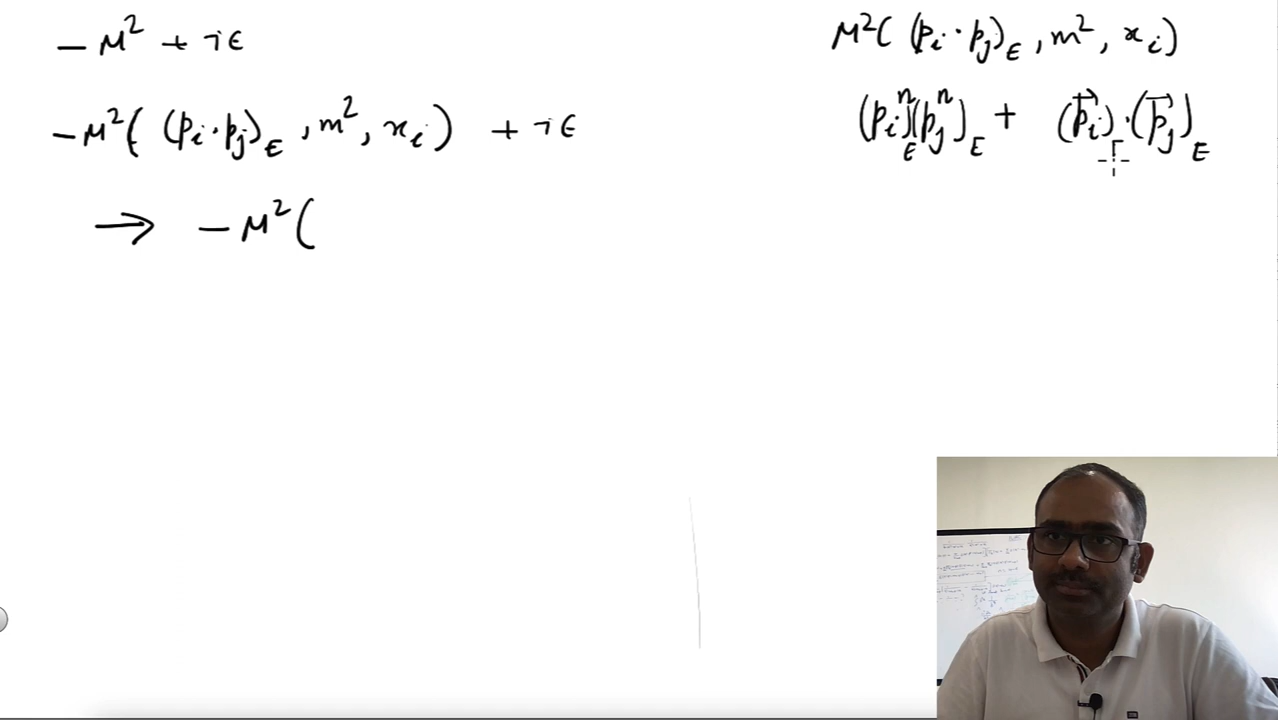 − M² + iϵ
− M²( (pᵢ·pⱼ)_E , m², xᵢ) + iϵ
→ − M²(
M²( (pᵢ·pⱼ)_E , m², xᵢ)
(pᵢⁿ)_E(pⱼⁿ)_E + (p⃗ᵢ)·(p⃗ⱼ)_E